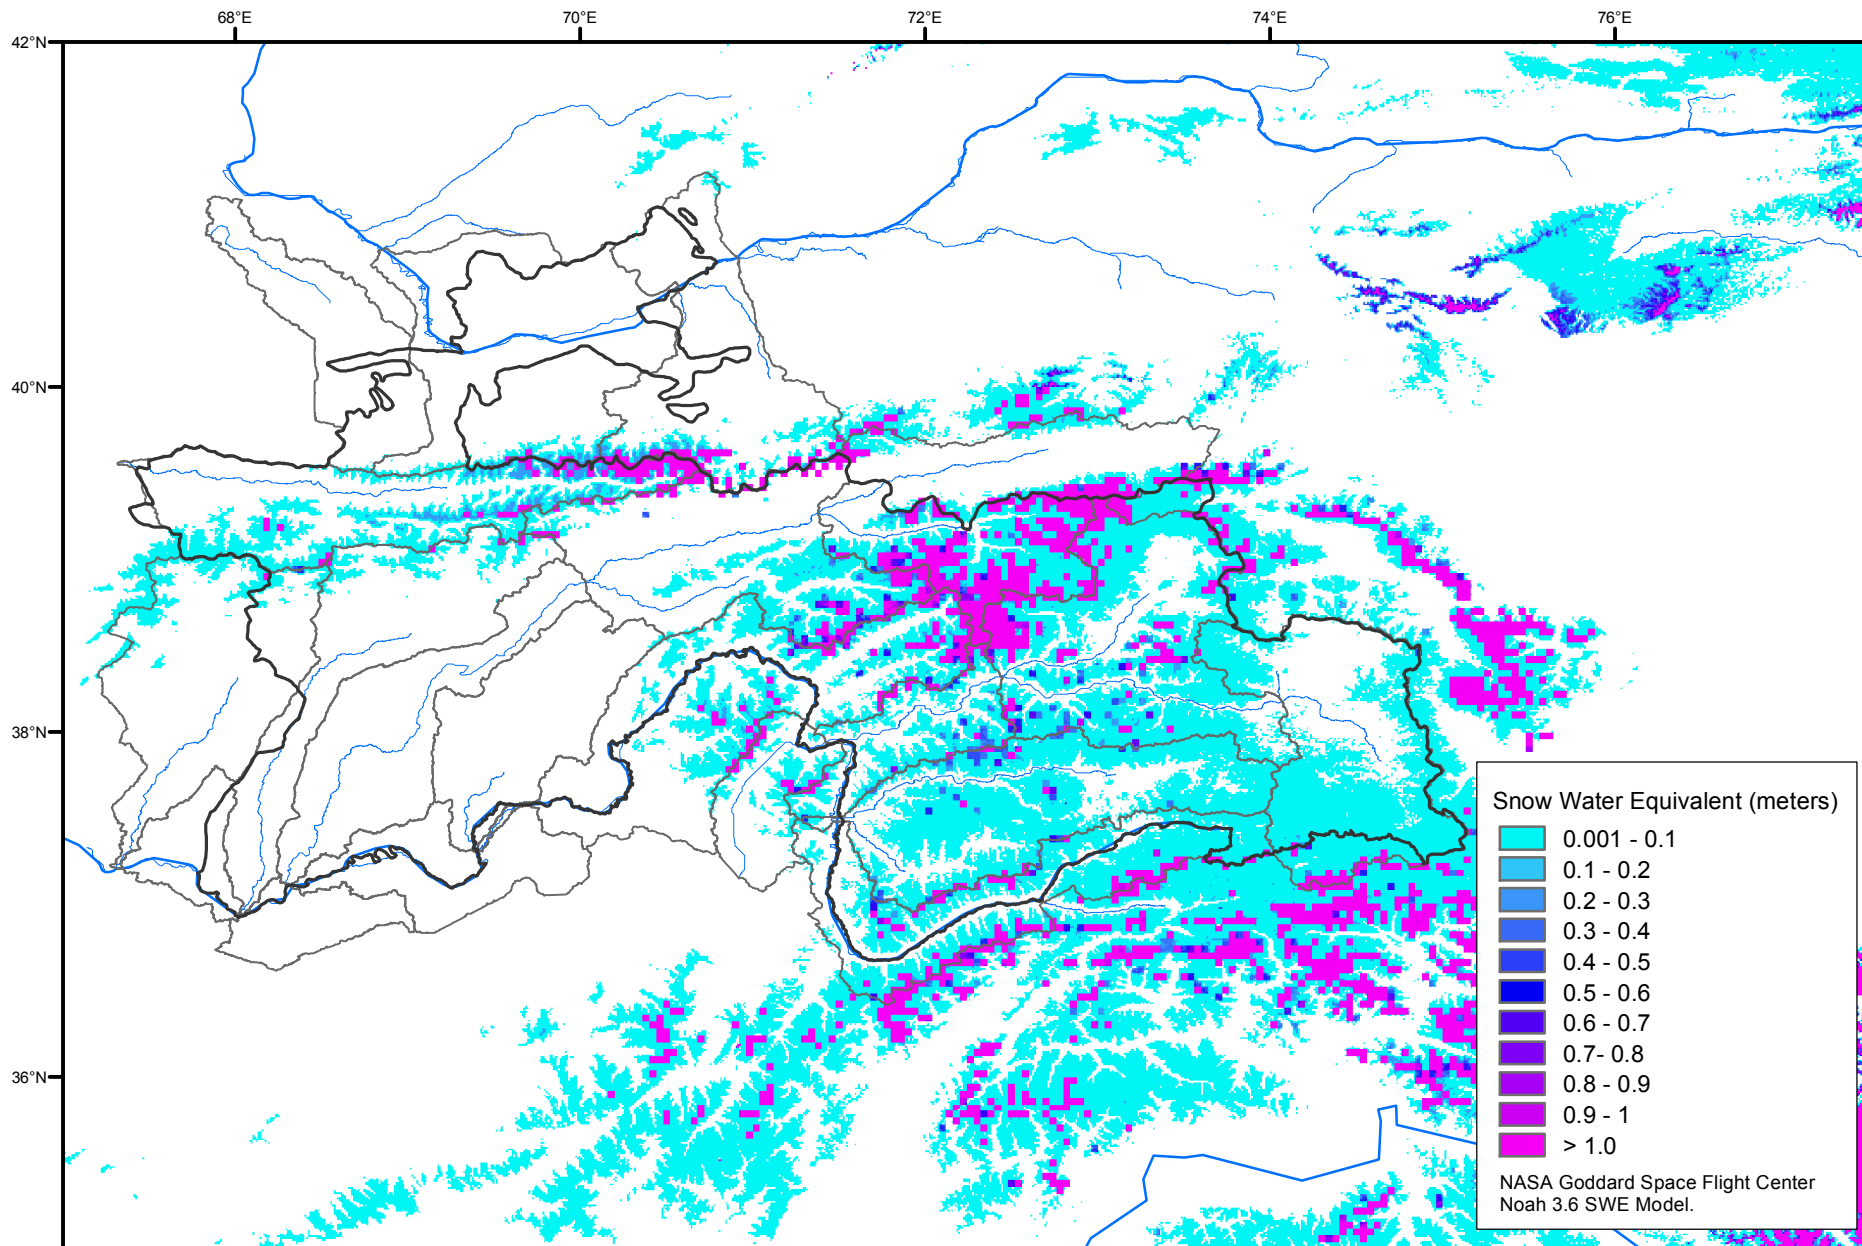 68°E
70°E
72°E
74°E
76°E
42°N
40°N
38°N
36°N
Snow Water Equivalent (meters)
0.001 - 0.1
0.1 - 0.2
0.2 - 0.3
0.3 - 0.4
0.4 - 0.5
0.5 - 0.6
0.6 - 0.7
0.7- 0.8
0.8 - 0.9
0.9 - 1
> 1.0
NASA Goddard Space Flight Center
Noah 3.6 SWE Model.